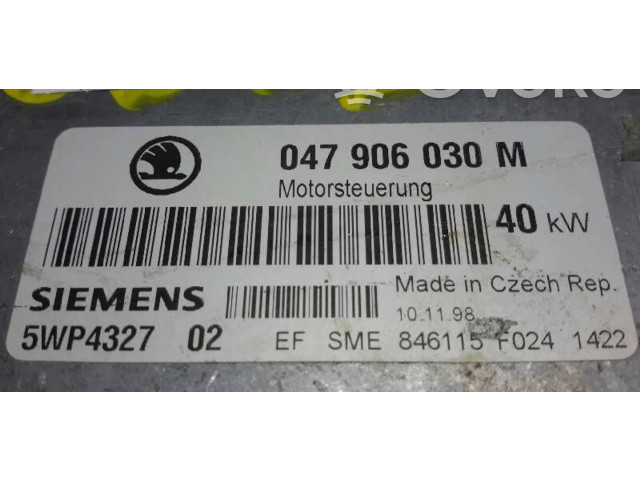 047 906 030 M
Motorsteuerung
40 kW
SIEMENS
Made in Czech Rep.
10.11.98
5WP4327 02 EF SME 846115 F024 1422